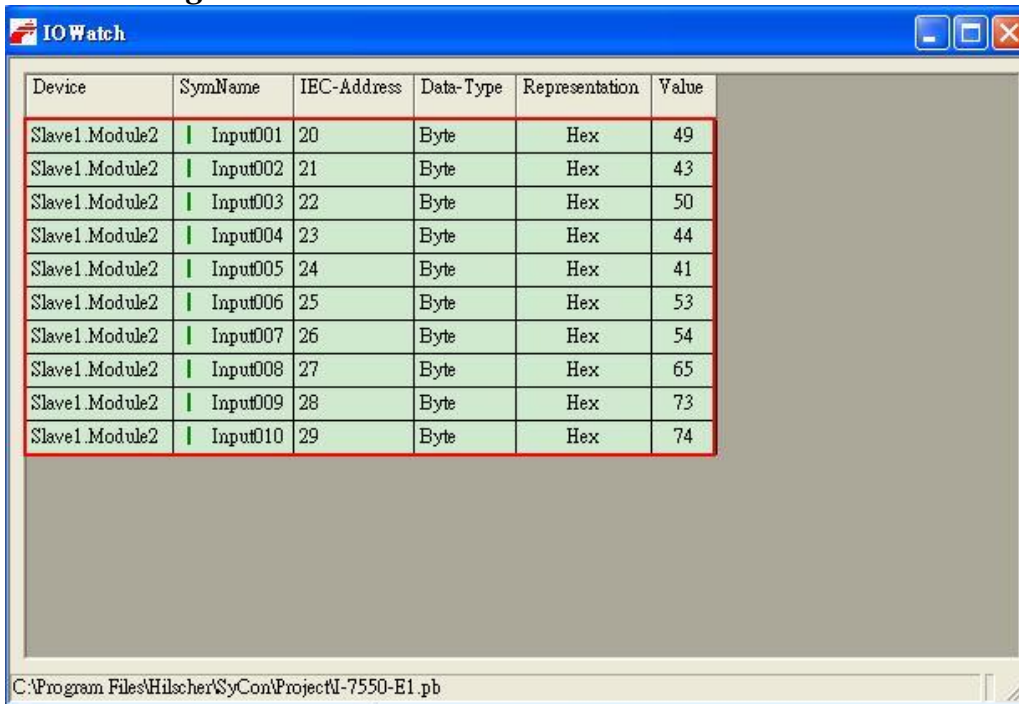 IO Watch
Device SymName IEC-Address Data-Type Representation Value
Slave1.Module2 Input001 20 Byte Hex 49
Slave1.Module2 Input002 21 Byte Hex 43
Slave1.Module2 Input003 22 Byte Hex 50
Slave1.Module2 Input004 23 Byte Hex 44
Slave1.Module2 Input005 24 Byte Hex 41
Slave1.Module2 Input006 25 Byte Hex 53
Slave1.Module2 Input007 26 Byte Hex 54
Slave1.Module2 Input008 27 Byte Hex 65
Slave1.Module2 Input009 28 Byte Hex 73
Slave1.Module2 Input010 29 Byte Hex 74
C:\Program Files\Hilscher\SyCon\Project\I-7550-E1.pb